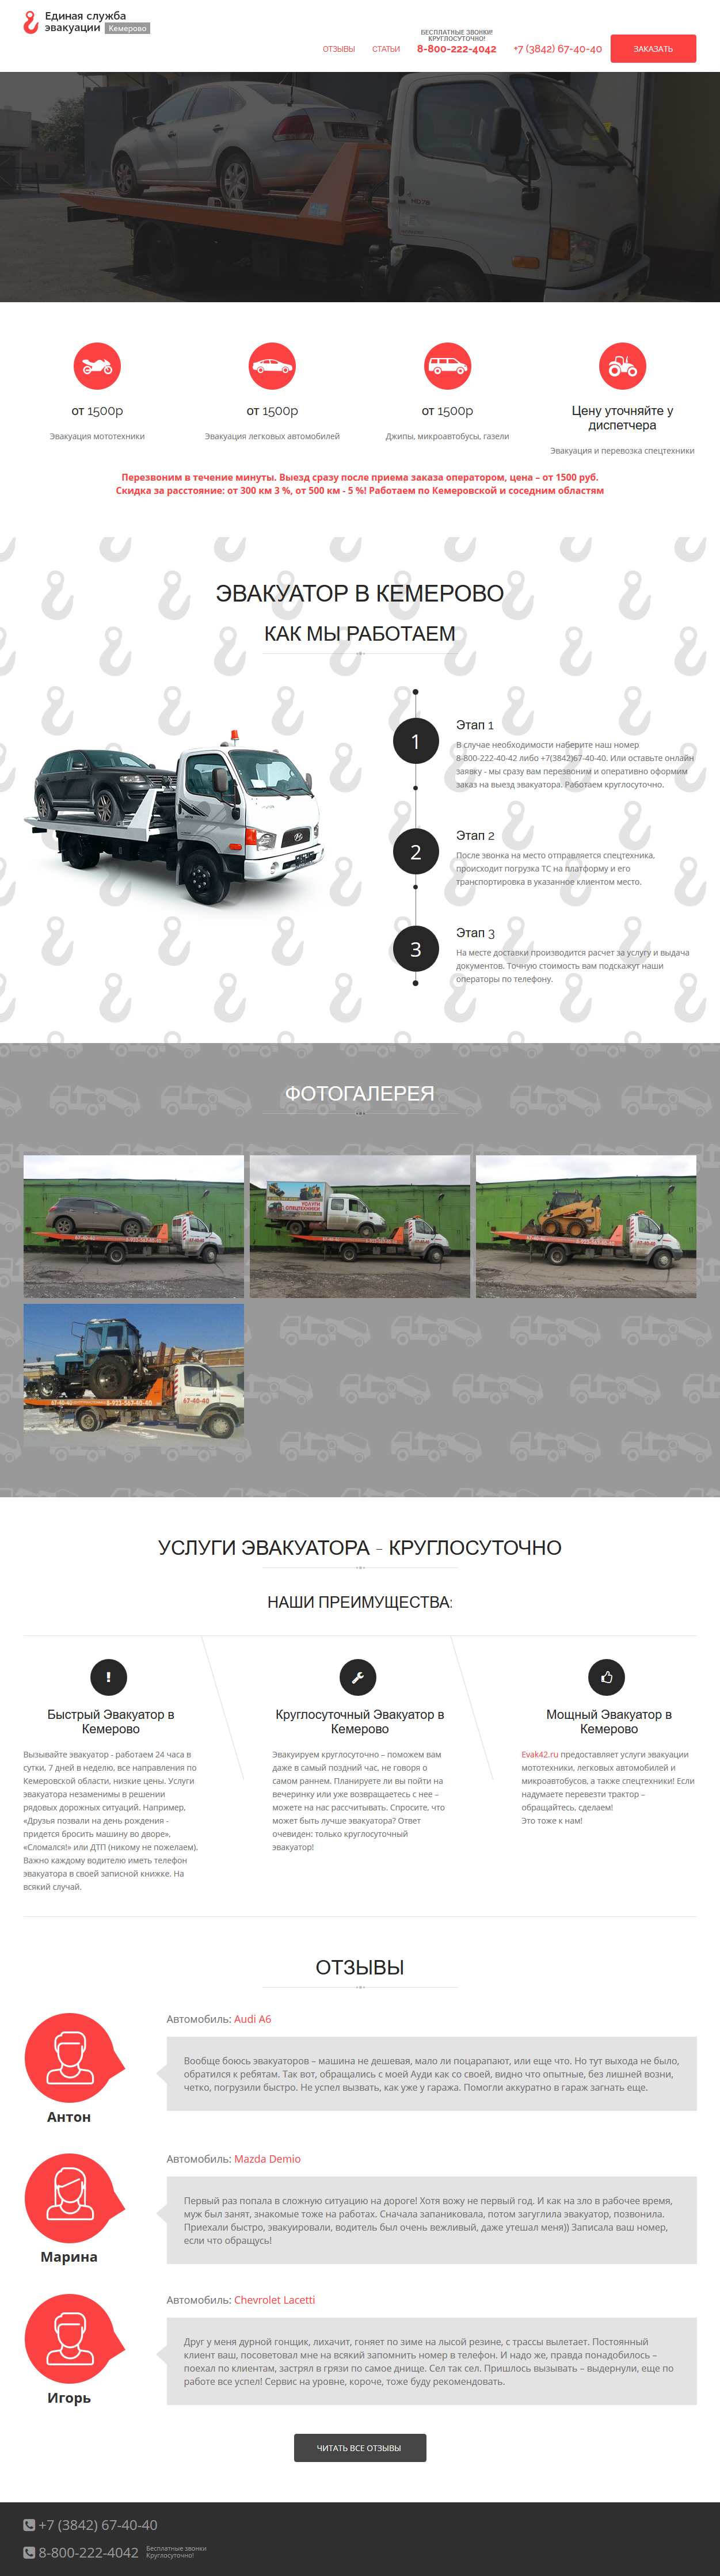 Единая служба
эвакуации Кемерово
ОТЗЫВЫ
СТАТЬИ
БЕСПЛАТНЫЕ ЗВОНКИ!
КРУГЛОСУТОЧНО!
8-800-222-4042
+7 (3842) 67-40-40
ЗАКАЗАТЬ
от 1500р
Эвакуация мототехники
от 1500р
Эвакуация легковых автомобилей
от 1500р
Джипы, микроавтобусы, газели
Цену уточняйте у
диспетчера
Эвакуация и перевозка спецтехники
Перезвоним в течение минуты. Выезд сразу после приема заказа оператором, цена – от 1500 руб.
Скидка за расстояние: от 300 км 3 %, от 500 км - 5 %! Работаем по Кемеровской и соседним областям
ЭВАКУАТОР В КЕМЕРОВО
КАК МЫ РАБОТАЕМ
1
Этап 1
В случае необходимости наберите наш номер
8-800-222-40-42 либо +7(3842)67-40-40. Или оставьте онлайн
заявку - мы сразу вам перезвоним и оперативно оформим
заказ на выезд эвакуатора. Работаем круглосуточно.
2
Этап 2
После звонка на место отправляется спецтехника,
происходит погрузка ТС на платформу и его
транспортировка в указанное клиентом место.
3
Этап 3
На месте доставки производится расчет за услугу и выдача
документов. Точную стоимость вам подскажут наши
операторы по телефону.
ФОТОГАЛЕРЕЯ
УСЛУГИ
СПЕЦТЕХНИКИ
67-40-40
8-923-567-40-40
67-40-40
УСЛУГИ ЭВАКУАТОРА - КРУГЛОСУТОЧНО
НАШИ ПРЕИМУЩЕСТВА:
Быстрый Эвакуатор в
Кемерово
Вызывайте эвакуатор - работаем 24 часа в
сутки, 7 дней в неделю, все направления по
Кемеровской области, низкие цены. Услуги
эвакуатора незаменимы в решении
рядовых дорожных ситуаций. Например,
«Друзья позвали на день рождения -
придется бросить машину во дворе»,
«Сломался!» или ДТП (никому не пожелаем).
Важно каждому водителю иметь телефон
эвакуатора в своей записной книжке. На
всякий случай.
Круглосуточный Эвакуатор в
Кемерово
Эвакуируем круглосуточно – поможем вам
даже в самый поздний час, не говоря о
самом раннем. Планируете ли вы пойти на
вечеринку или уже возвращаетесь с нее –
можете на нас рассчитывать. Спросите, что
может быть лучше эвакуатора? Ответ
очевиден: только круглосуточный
эвакуатор!
Мощный Эвакуатор в
Кемерово
Evak42.ru предоставляет услуги эвакуации
мототехники, легковых автомобилей и
микроавтобусов, а также спецтехники! Если
надумаете перевезти трактор –
обращайтесь, сделаем!
Это тоже к нам!
ОТЗЫВЫ
Антон
Автомобиль: Audi A6
Вообще боюсь эвакуаторов – машина не дешевая, мало ли поцарапают, или еще что. Но тут выхода не было,
обратился к ребятам. Так вот, обращались с моей Ауди как со своей, видно что опытные, без лишней возни,
четко, погрузили быстро. Не успел вызвать, как уже у гаража. Помогли аккуратно в гараж загнать еще.
Марина
Автомобиль: Mazda Demio
Первый раз попала в сложную ситуацию на дороге! Хотя вожу не первый год. И как на зло в рабочее время,
муж был занят, знакомые тоже на работах. Сначала запаниковала, потом загуглила эвакуатор, позвонила.
Приехали быстро, эвакуировали, водитель был очень вежливый, даже утешал меня)) Записала ваш номер,
если что обращусь!
Игорь
Автомобиль: Chevrolet Lacetti
Друг у меня дурной гонщик, лихачит, гоняет по зиме на лысой резине, с трассы вылетает. Постоянный
клиент ваш, посоветовал мне на всякий запомнить номер в телефон. И надо же, правда понадобилось –
поехал по клиентам, застрял в грязи по самое днище. Сел так сел. Пришлось вызывать – выдернули, еще по
работе все успел! Сервис на уровне, короче, тоже буду рекомендовать.
ЧИТАТЬ ВСЕ ОТЗЫВЫ
+7 (3842) 67-40-40
8-800-222-4042
Бесплатные звонки
Круглосуточно!